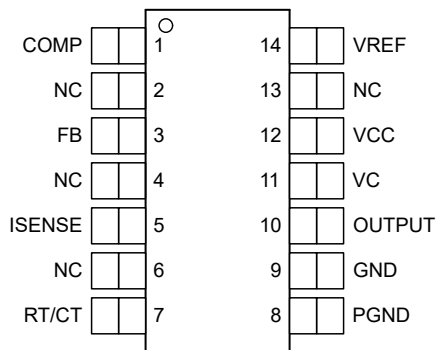 COMP 1 14 VREF
NC 2 13 NC
FB 3 12 VCC
NC 4 11 VC
ISENSE 5 10 OUTPUT
NC 6 9 GND
RT/CT 7 8 PGND